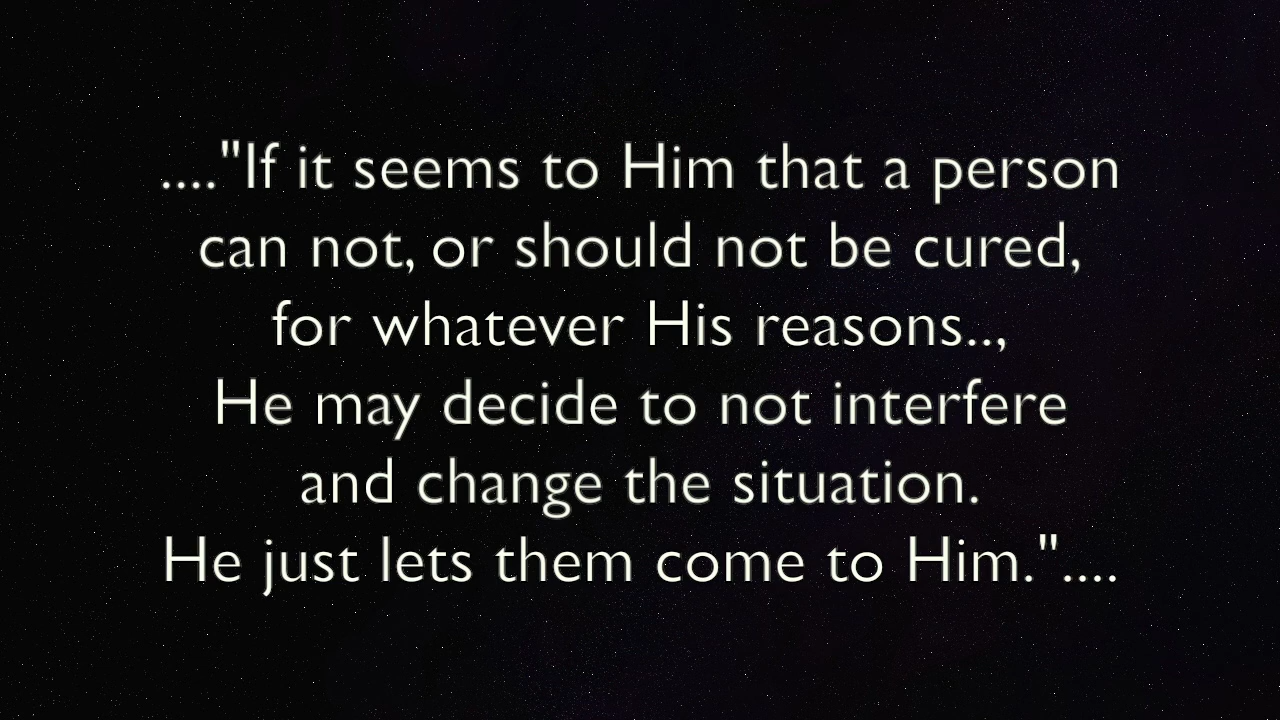 ...."If it seems to Him that a person
can not, or should not be cured,
for whatever His reasons..,
He may decide to not interfere
and change the situation.
He just lets them come to Him."....